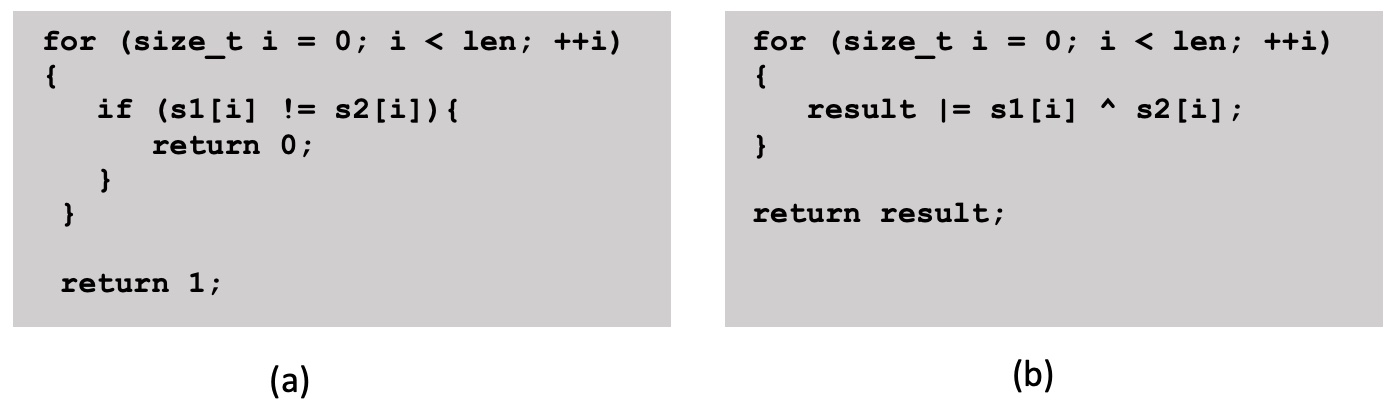 for (size_t i = 0; i < len; ++i)
{
   if (s1[i] != s2[i]){
      return 0;
   }
 }

 return 1;
(a)
for (size_t i = 0; i < len; ++i)
{
   result |= s1[i] ^ s2[i];
}

return result;
(b)